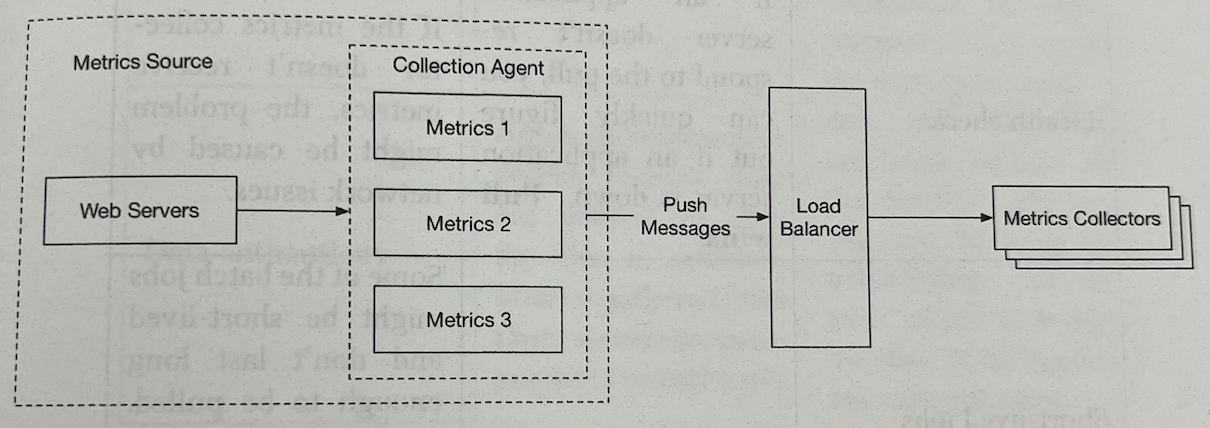 Metrics Source
Collection Agent
Metrics 1
Web Servers
Metrics 2
Metrics 3
Push
Messages
Load
Balancer
Metrics Collectors